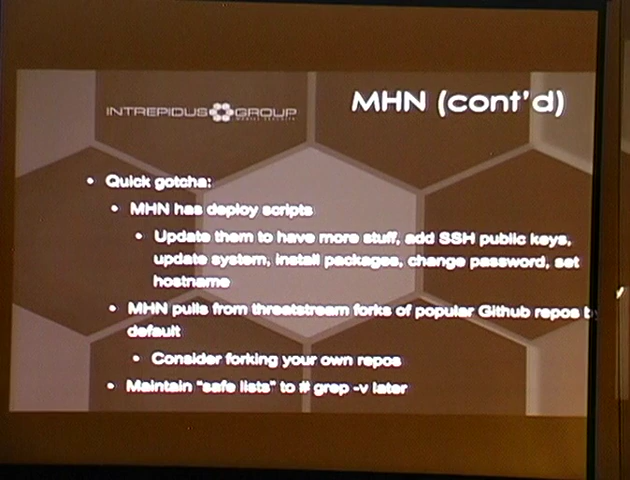 INTREPIDUS GROUP
MHN (cont'd)
• Quick gotcha:
• MHN has deploy scripts
• Update them to have more stuff, add SSH public keys,
update system, install packages, change password, set
hostname
• MHN pulls from threatstream forks of popular Github repos
default
• Consider forking your own repos
• Maintain "safe lists" to # grep -v later